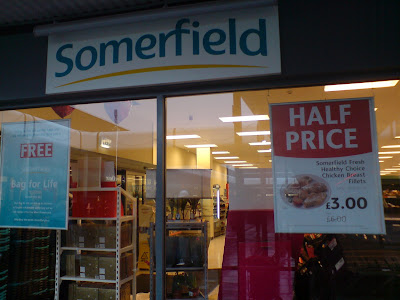 Somerfield
FREE
Bag for Life
HALF
PRICE
Somerfield Fresh
Healthy Choice
Chicken Breast
Fillets
£3.00